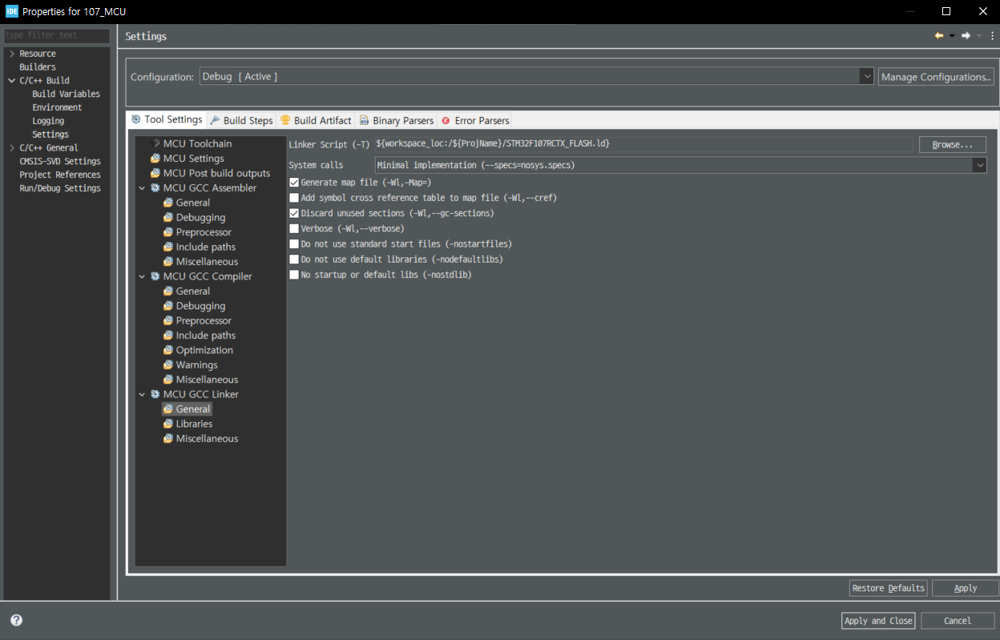 IDE Properties for 107_MCU
type filter text
Settings
Resource
Builders
C/C++ Build
Build Variables
Environment
Logging
Settings
C/C++ General
CMSIS-SVD Settings
Project References
Run/Debug Settings
Configuration: Debug [ Active ] Manage Configurations...
Tool Settings Build Steps Build Artifact Binary Parsers Error Parsers
MCU Toolchain
MCU Settings
MCU Post build outputs
MCU GCC Assembler
General
Debugging
Preprocessor
Include paths
Miscellaneous
MCU GCC Compiler
General
Debugging
Preprocessor
Include paths
Optimization
Warnings
Miscellaneous
MCU GCC Linker
General
Libraries
Miscellaneous
Linker Script (-T) ${workspace_loc:/${ProjName}/STM32F107RCTX_FLASH.ld} Browse...
System calls Minimal implementation (--specs=nosys.specs)
Generate map file (-Wl,-Map=)
Add symbol cross reference table to map file (-Wl,--cref)
Discard unused sections (-Wl,--gc-sections)
Verbose (-Wl,--verbose)
Do not use standard start files (-nostartfiles)
Do not use default libraries (-nodefaultlibs)
No startup or default libs (-nostdlib)
Restore Defaults Apply
Apply and Close Cancel